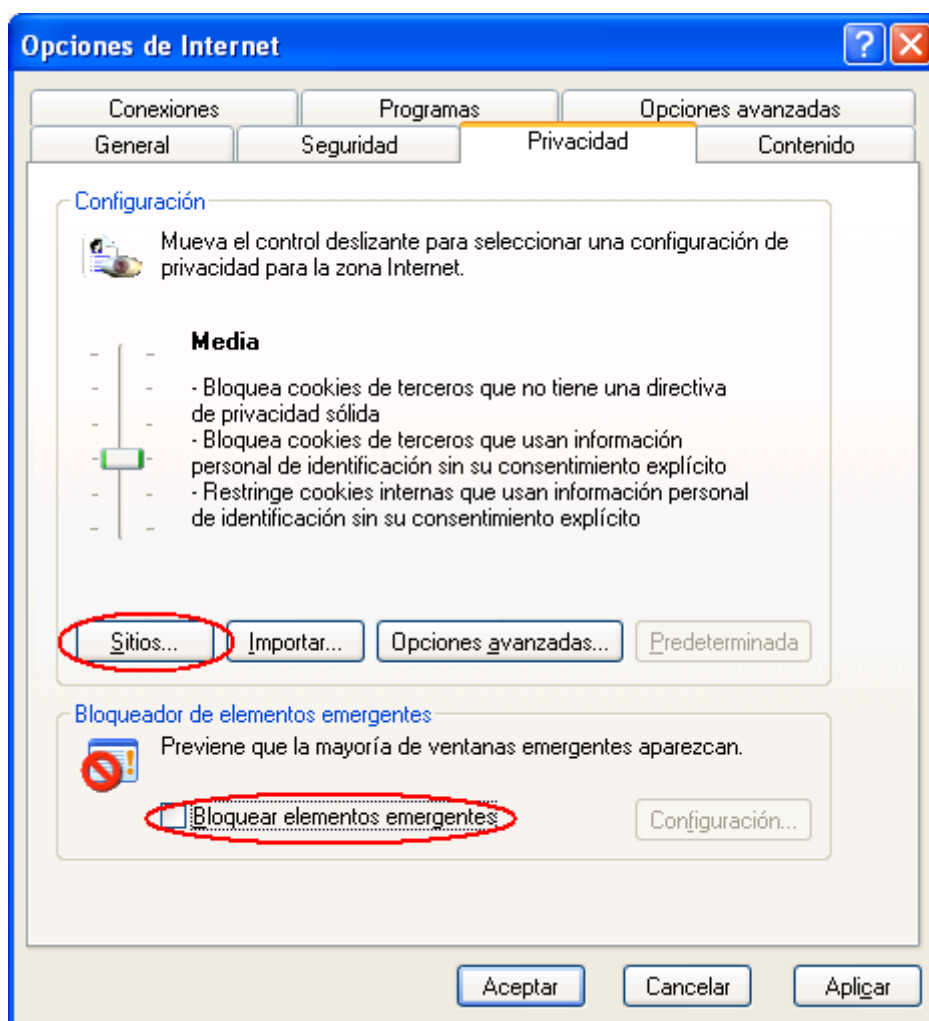 Opciones de Internet
Conexiones Programas Opciones avanzadas
General Seguridad Privacidad Contenido
Configuración
Mueva el control deslizante para seleccionar una configuración de
privacidad para la zona Internet.
Media
- Bloquea cookies de terceros que no tiene una directiva
de privacidad sólida
- Bloquea cookies de terceros que usan información
personal de identificación sin su consentimiento explícito
- Restringe cookies internas que usan información personal
de identificación sin su consentimiento explícito
Sitios... Importar... Opciones avanzadas... Predeterminada
Bloqueador de elementos emergentes
Previene que la mayoría de ventanas emergentes aparezcan.
Bloquear elementos emergentes Configuración...
Aceptar Cancelar Aplicar